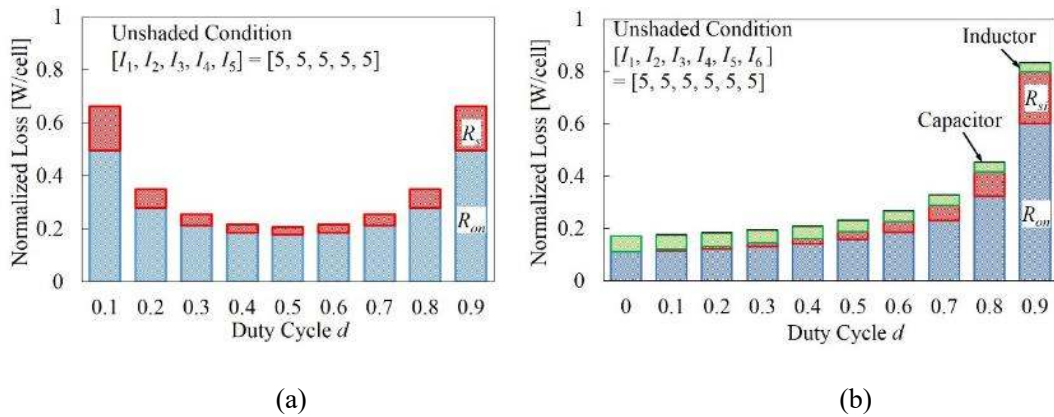 1
0.8
0.6
0.4
0.2
0
Normalized Loss [W/cell]
Unshaded Condition
[I1, I2, I3, I4, I5] = [5, 5, 5, 5, 5]
Rs
Ron
0.1 0.2 0.3 0.4 0.5 0.6 0.7 0.8 0.9
Duty Cycle d
(a)
1
0.8
0.6
0.4
0.2
0
Normalized Loss [W/cell]
Unshaded Condition
[I1, I2, I3, I4, I5, I6 ]
= [5, 5, 5, 5, 5, 5]
Inductor
Capacitor
Rsi
Ron
0 0.1 0.2 0.3 0.4 0.5 0.6 0.7 0.8 0.9
Duty Cycle d
(b)